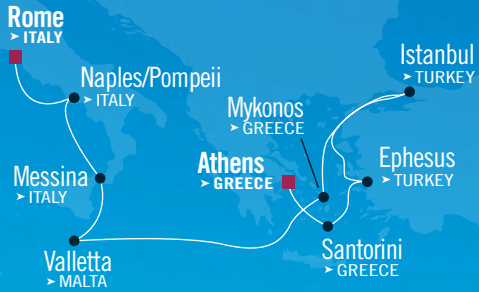 Rome
➤ ITALY
Naples/Pompeii
➤ ITALY
Messina
➤ ITALY
Valletta
➤ MALTA
Mykonos
➤ GREECE
Athens
➤ GREECE
Istanbul
➤ TURKEY
Ephesus
➤ TURKEY
Santorini
➤ GREECE